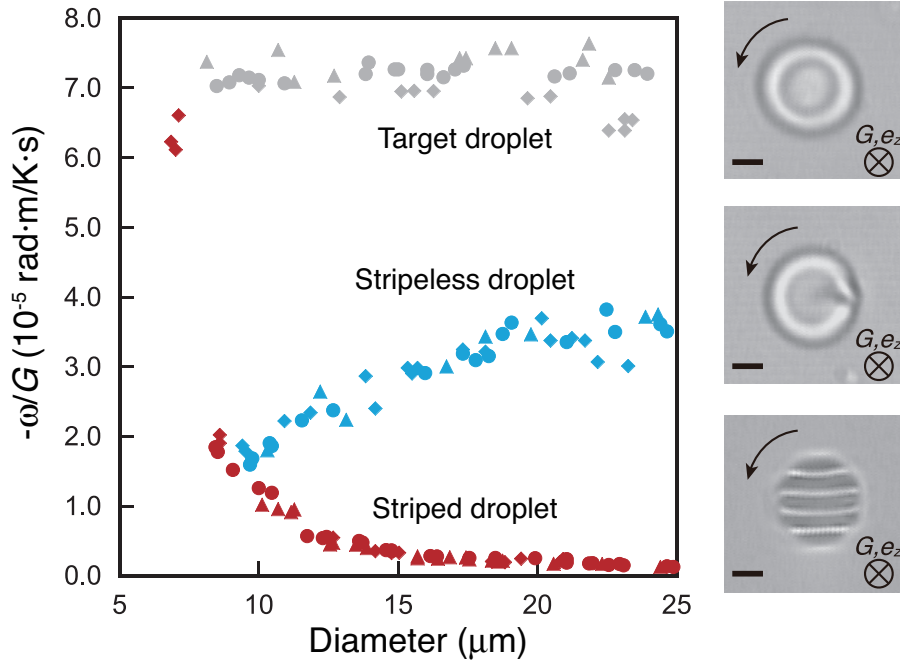 -ω/G (10⁻⁵ rad·m/K·s)
8.0
7.0
6.0
5.0
4.0
3.0
2.0
1.0
0.0
Target droplet
Stripeless droplet
Striped droplet
5
10
15
20
25
Diameter (μm)
G,e_z
G,e_z
G,e_z